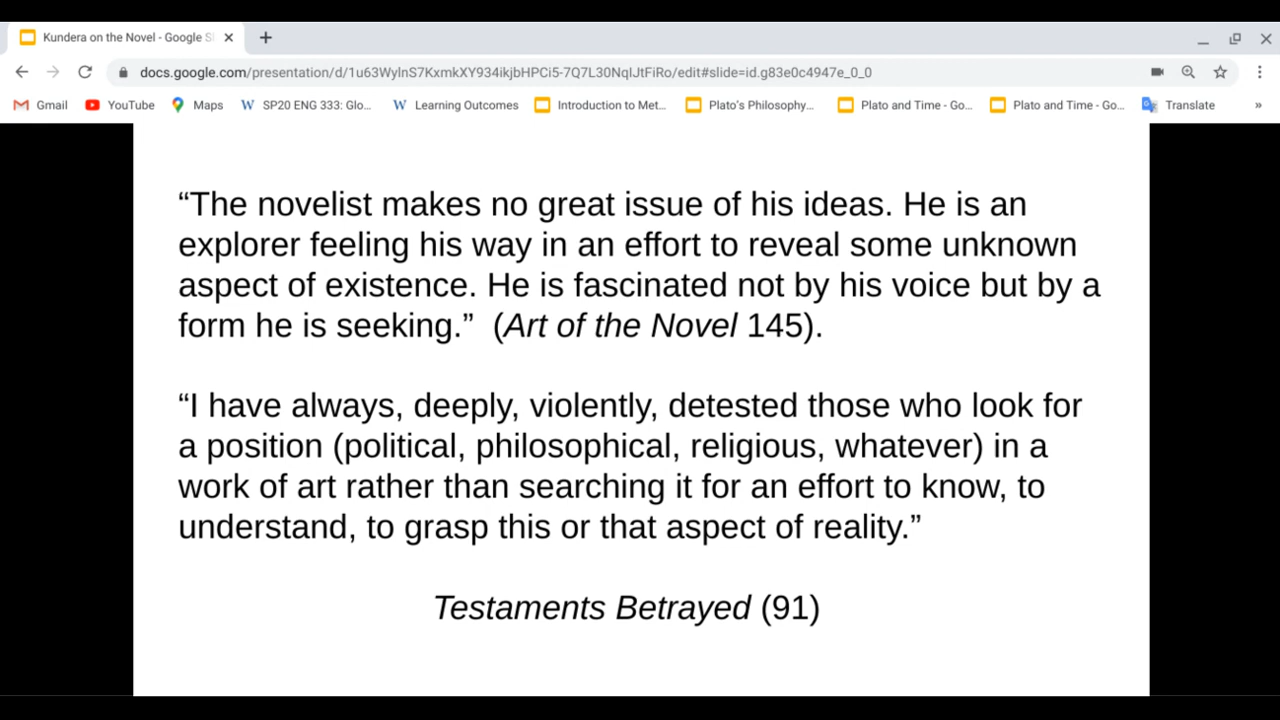 Kundera on the Novel - Google Sl
docs.google.com/presentation/d/1u63WylnS7KxmkXY934ikjbHPCi5-7Q7L30NqIJtFiRo/edit#slide=id.g83e0c4947e_0_0
Gmail YouTube Maps W SP20 ENG 333: Glo... W Learning Outcomes Introduction to Met... Plato's Philosophy... Plato and Time - Go... Plato and Time - Go... Translate »
“The novelist makes no great issue of his ideas. He is an
explorer feeling his way in an effort to reveal some unknown
aspect of existence. He is fascinated not by his voice but by a
form he is seeking.” (Art of the Novel 145).
“I have always, deeply, violently, detested those who look for
a position (political, philosophical, religious, whatever) in a
work of art rather than searching it for an effort to know, to
understand, to grasp this or that aspect of reality.”
Testaments Betrayed (91)